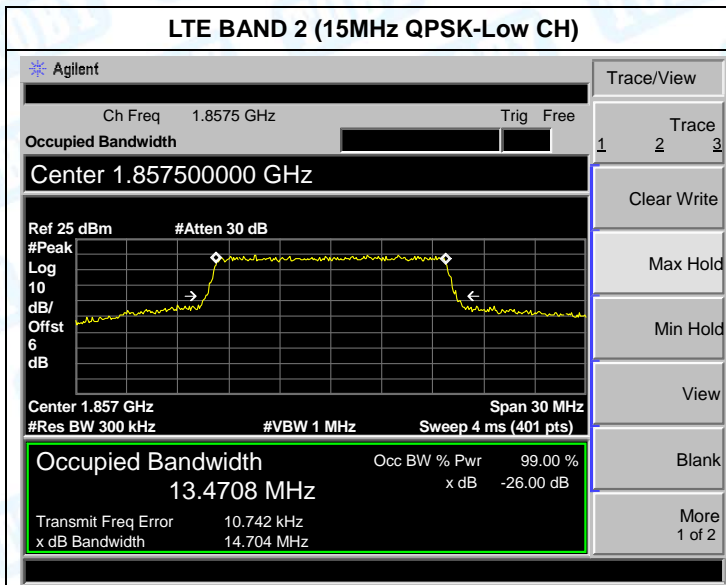 LTE BAND 2 (15MHz QPSK-Low CH)
Agilent
Trace/View
Ch Freq 1.8575 GHz Trig Free
Occupied Bandwidth
Trace
1 2 3
Center 1.857500000 GHz
Clear Write
Ref 25 dBm #Atten 30 dB
#Peak
Log
10
dB/
Offst
6
dB
Max Hold
Min Hold
Center 1.857 GHz Span 30 MHz
#Res BW 300 kHz #VBW 1 MHz Sweep 4 ms (401 pts)
View
Occupied Bandwidth Occ BW % Pwr 99.00 %
13.4708 MHz x dB -26.00 dB
Blank
Transmit Freq Error 10.742 kHz
x dB Bandwidth 14.704 MHz
More
1 of 2